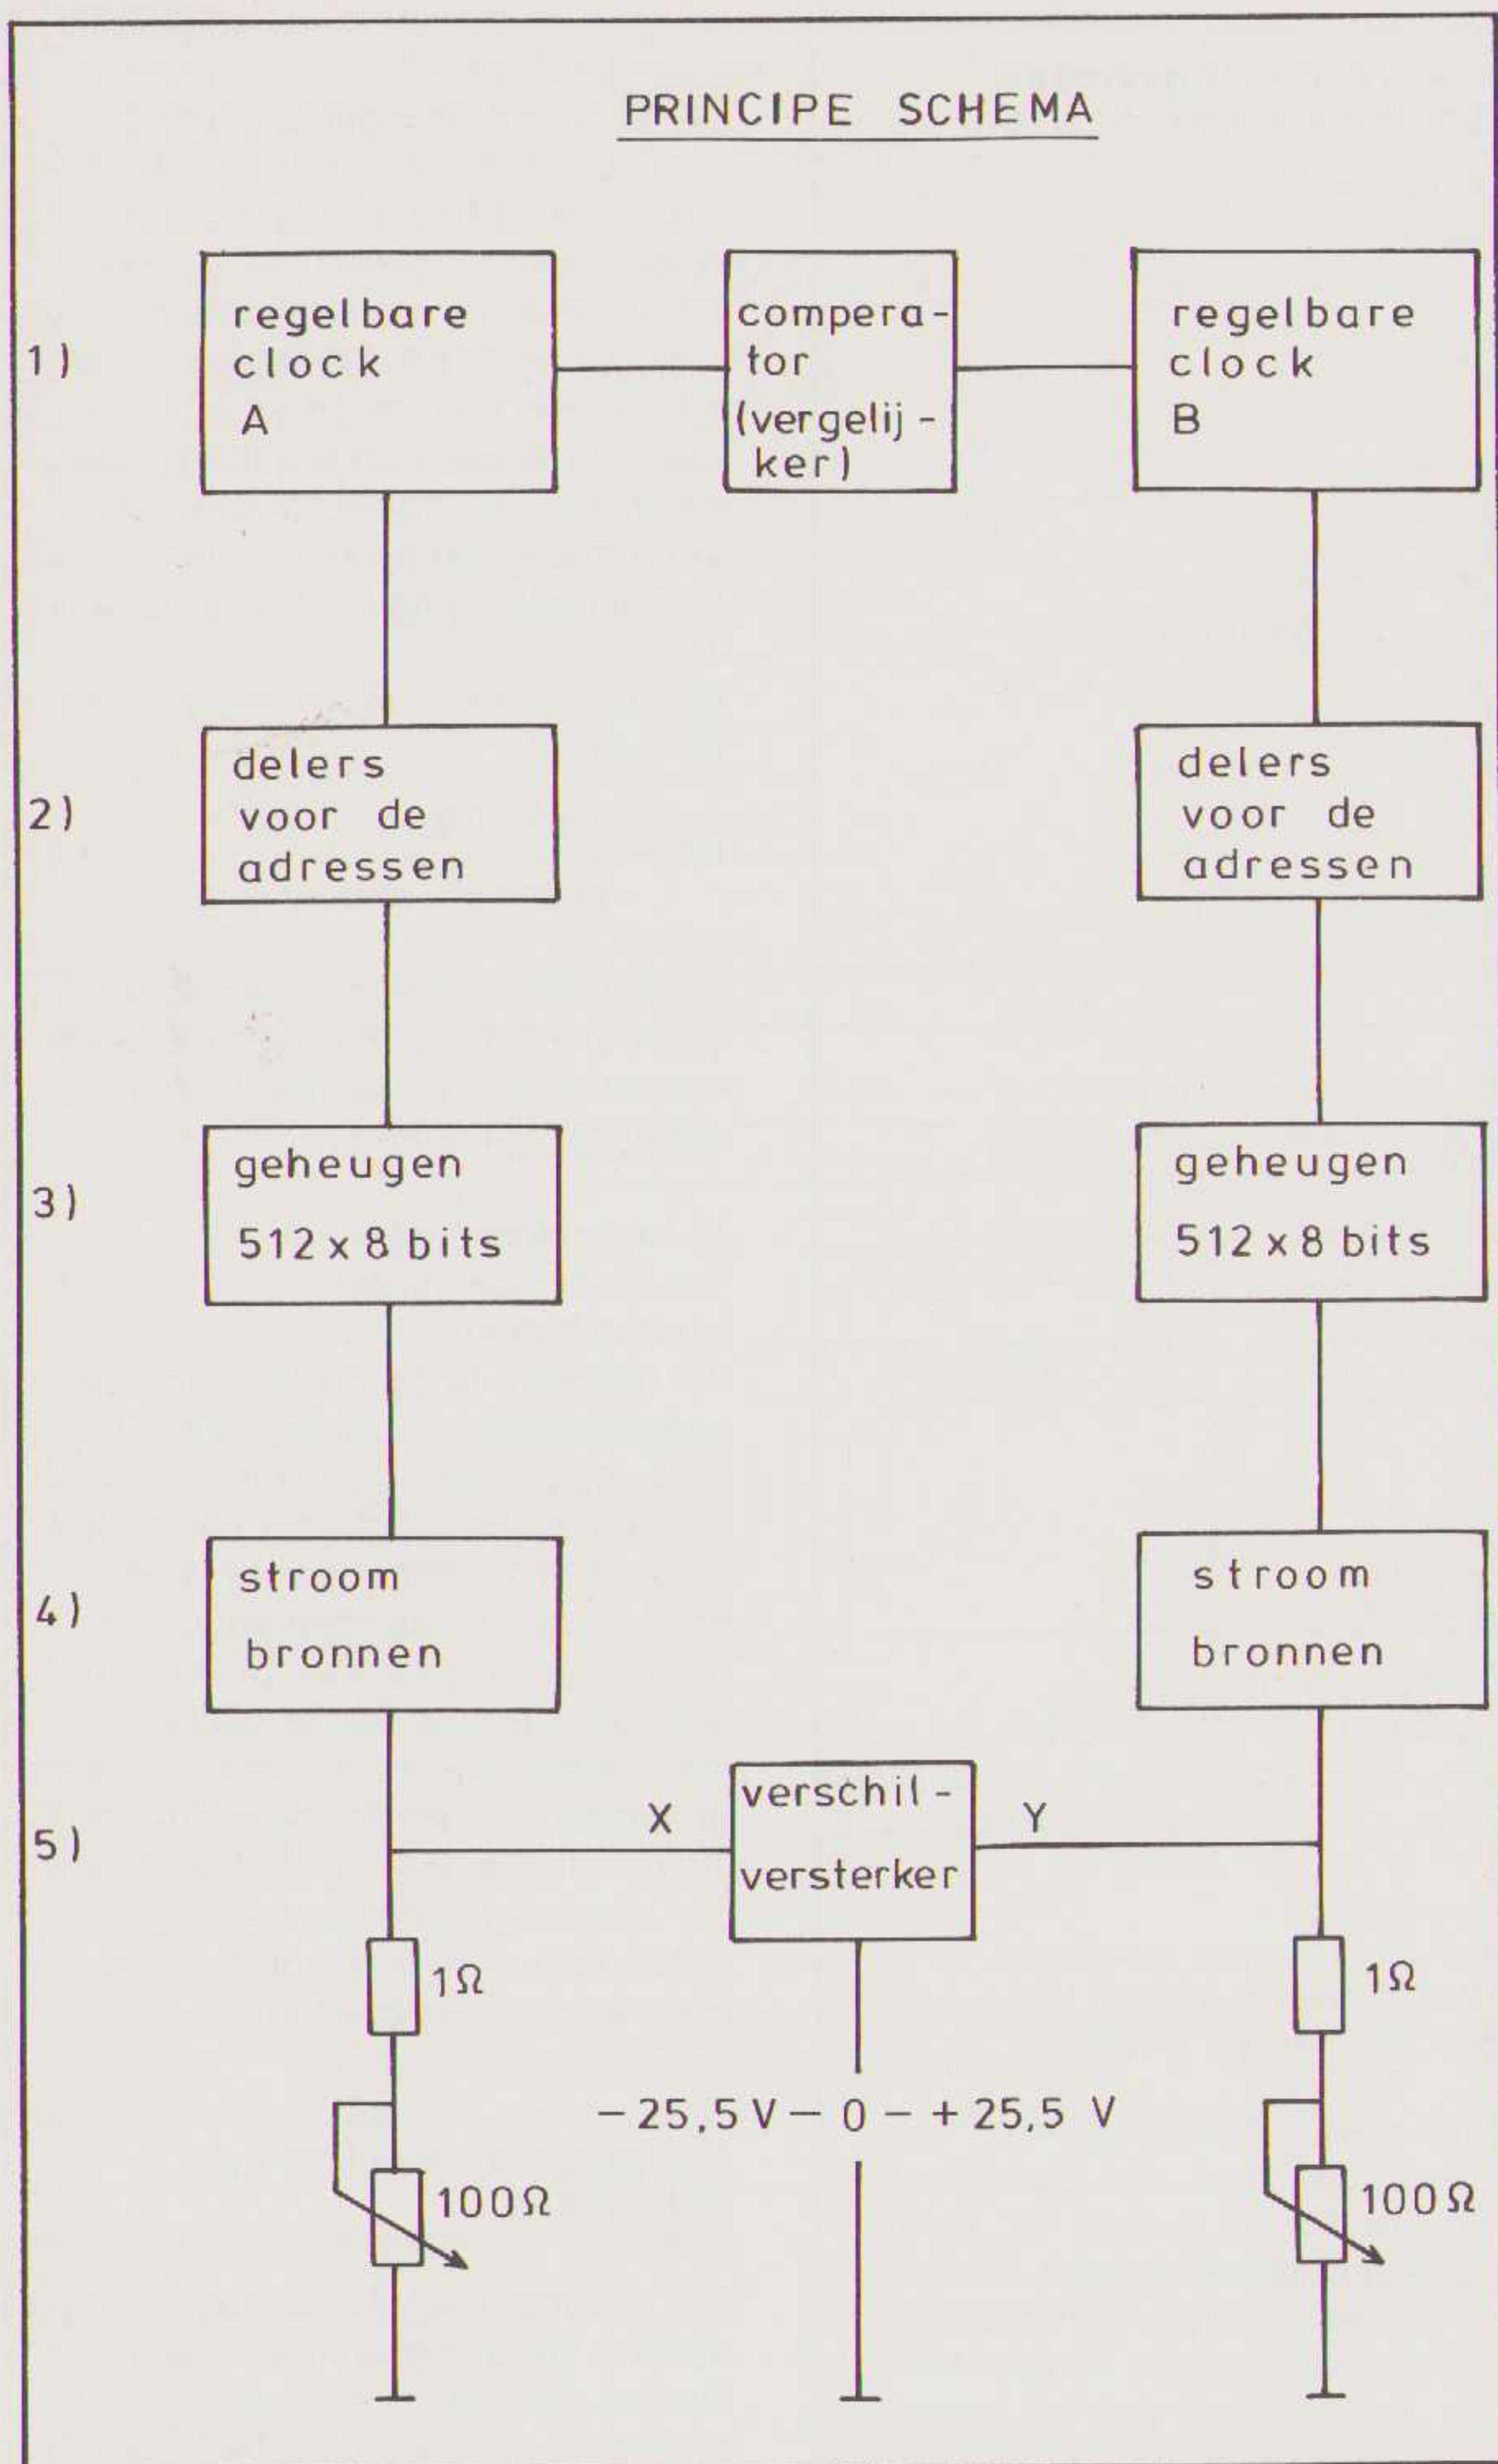 PRINCIPE SCHEMA
1)
regelbare
clock
A
compera-
tor
(vergelij-
ker)
regelbare
clock
B
2)
delers
voor de
adressen
delers
voor de
adressen
3)
geheugen
512 x 8 bits
geheugen
512 x 8 bits
4)
stroom
bronnen
stroom
bronnen
5)
X
verschil-
versterker
Y
1Ω
1Ω
-25,5 V - 0 - + 25,5 V
100Ω
100Ω